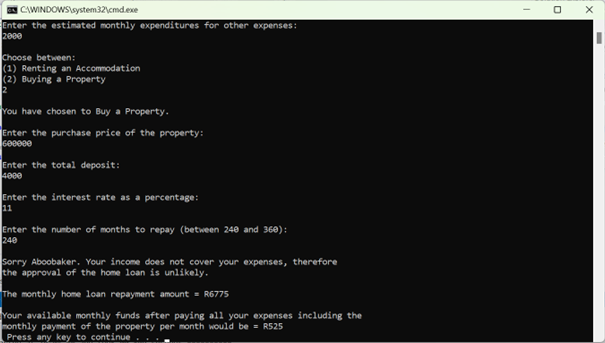 C:\WINDOWS\system32\cmd.exe
Enter the estimated monthly expenditures for other expenses:
2000
Choose between:
(1) Renting an Accommodation
(2) Buying a Property
2
You have chosen to Buy a Property.
Enter the purchase price of the property:
600000
Enter the total deposit:
4000
Enter the interest rate as a percentage:
11
Enter the number of months to repay (between 240 and 360):
240
Sorry Aboobaker. Your income does not cover your expenses, therefore
the approval of the home loan is unlikely.
The monthly home loan repayment amount = R6775
Your available monthly funds after paying all your expenses including the
monthly payment of the property per month would be = R525
Press any key to continue . . .